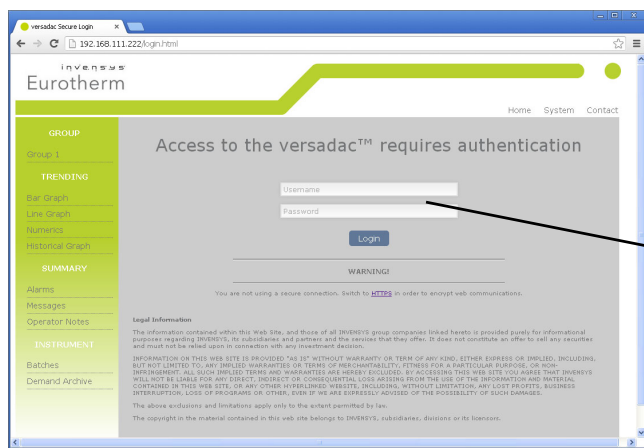 versadac Secure Login
192.168.111.222/login.html
invensys
Eurotherm
Home System Contact
GROUP
Group 1
TRENDING
Bar Graph
Line Graph
Numerics
Historical Graph
SUMMARY
Alarms
Messages
Operator Notes
INSTRUMENT
Batches
Demand Archive
Access to the versadac™ requires authentication
Username
Password
Login
WARNING!
You are not using a secure connection. Switch to HTTPS in order to encrypt web communications.
Legal Information
The information contained within this Web Site, and those of all INVENSYS group companies linked hereto is provided purely for informational
purposes regarding INVENSYS, its subsidiaries and partners and the services that they offer. It does not constitute an offer to sell any securities
and must not be relied upon in connection with any investment decision.
INFORMATION ON THIS WEB SITE IS PROVIDED "AS IS" WITHOUT WARRANTY OR TERM OF ANY KIND, EITHER EXPRESS OR IMPLIED, INCLUDING,
BUT NOT LIMITED TO, ANY IMPLIED WARRANTIES OR TERMS OF MERCHANTABILITY, FITNESS FOR A PARTICULAR PURPOSE, OR NON-
INFRINGEMENT. ALL SUCH IMPLIED TERMS AND WARRANTIES ARE HEREBY EXCLUDED. BY ACCESSING THIS WEB SITE YOU AGREE THAT INVENSYS
WILL NOT BE LIABLE FOR ANY DIRECT, INDIRECT OR CONSEQUENTIAL LOSS ARISING FROM THE USE OF THE INFORMATION AND MATERIAL
CONTAINED IN THIS WEB SITE, OR ANY OTHER HYPERLINKED WEBSITE, INCLUDING, WITHOUT LIMITATION, ANY LOST PROFITS, BUSINESS
INTERRUPTION, LOSS OF PROGRAMS OR OTHER, EVEN IF WE ARE EXPRESSLY ADVISED OF THE POSSIBILITY OF SUCH DAMAGES.
The above exclusions and limitations apply only to the extent permitted by law.
The copyright in the material contained in this web site belongs to INVENSYS, subsidiaries, divisions or its licensors.